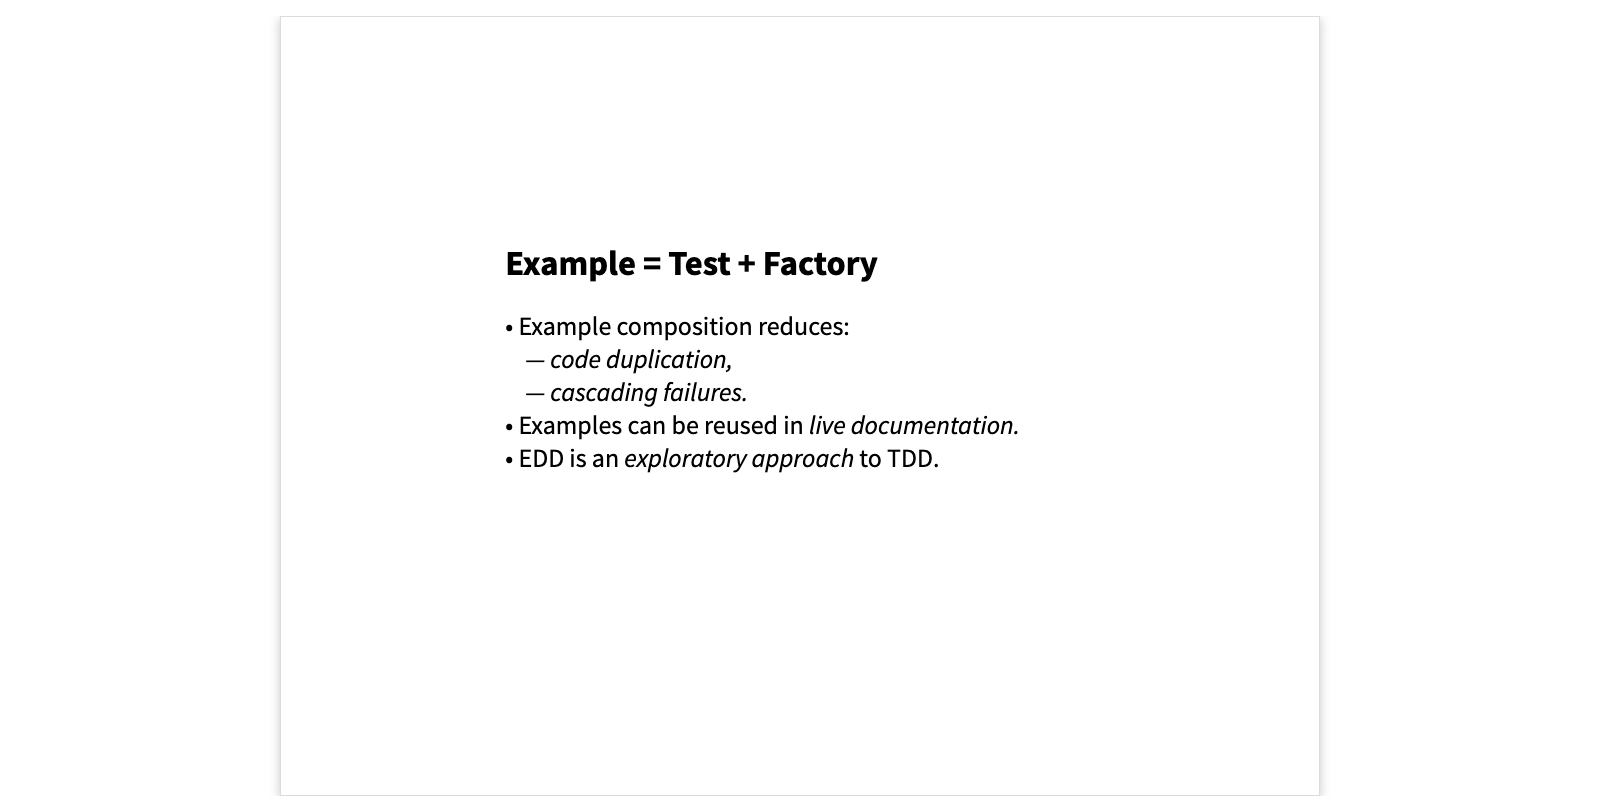 Example = Test + Factory
• Example composition reduces:
— code duplication,
— cascading failures.
• Examples can be reused in live documentation.
• EDD is an exploratory approach to TDD.